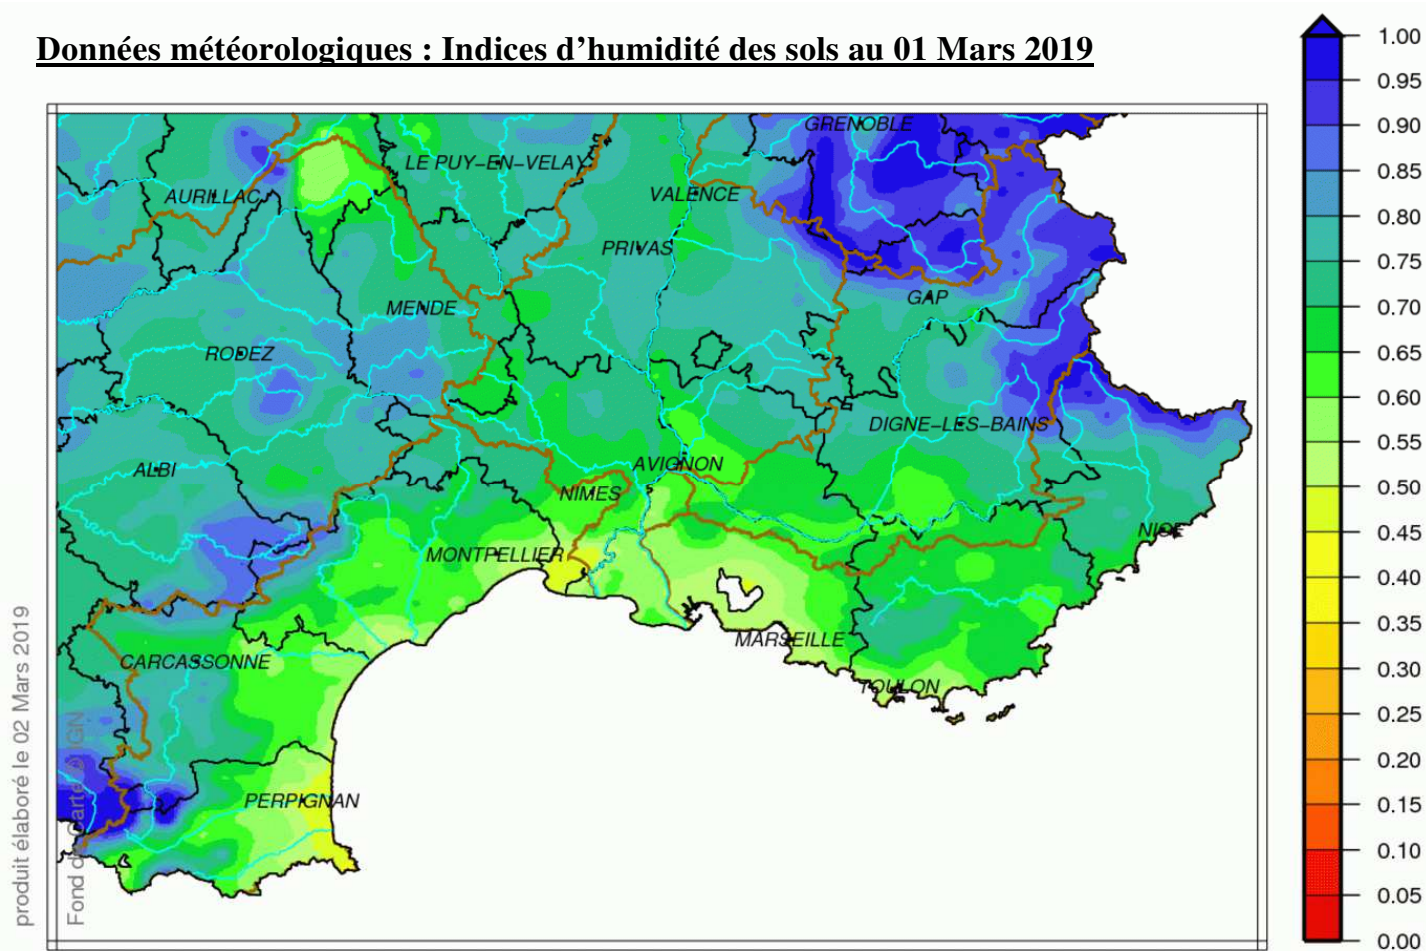 Données météorologiques : Indices d’humidité des sols au 01 Mars 2019
GRENOBLE
LE PUY-EN-VELAY
AURILLAC
VALENCE
PRIVAS
GAP
MENDE
RODEZ
DIGNE-LES-BAINS
ALBI
AVIGNON
NIMES
NICE
MONTPELLIER
MARSEILLE
CARCASSONNE
TOULON
PERPIGNAN
produit élaboré le 02 Mars 2019
Fond de carte © IGN
1.00
0.95
0.90
0.85
0.80
0.75
0.70
0.65
0.60
0.55
0.50
0.45
0.40
0.35
0.30
0.25
0.20
0.15
0.10
0.05
0.00